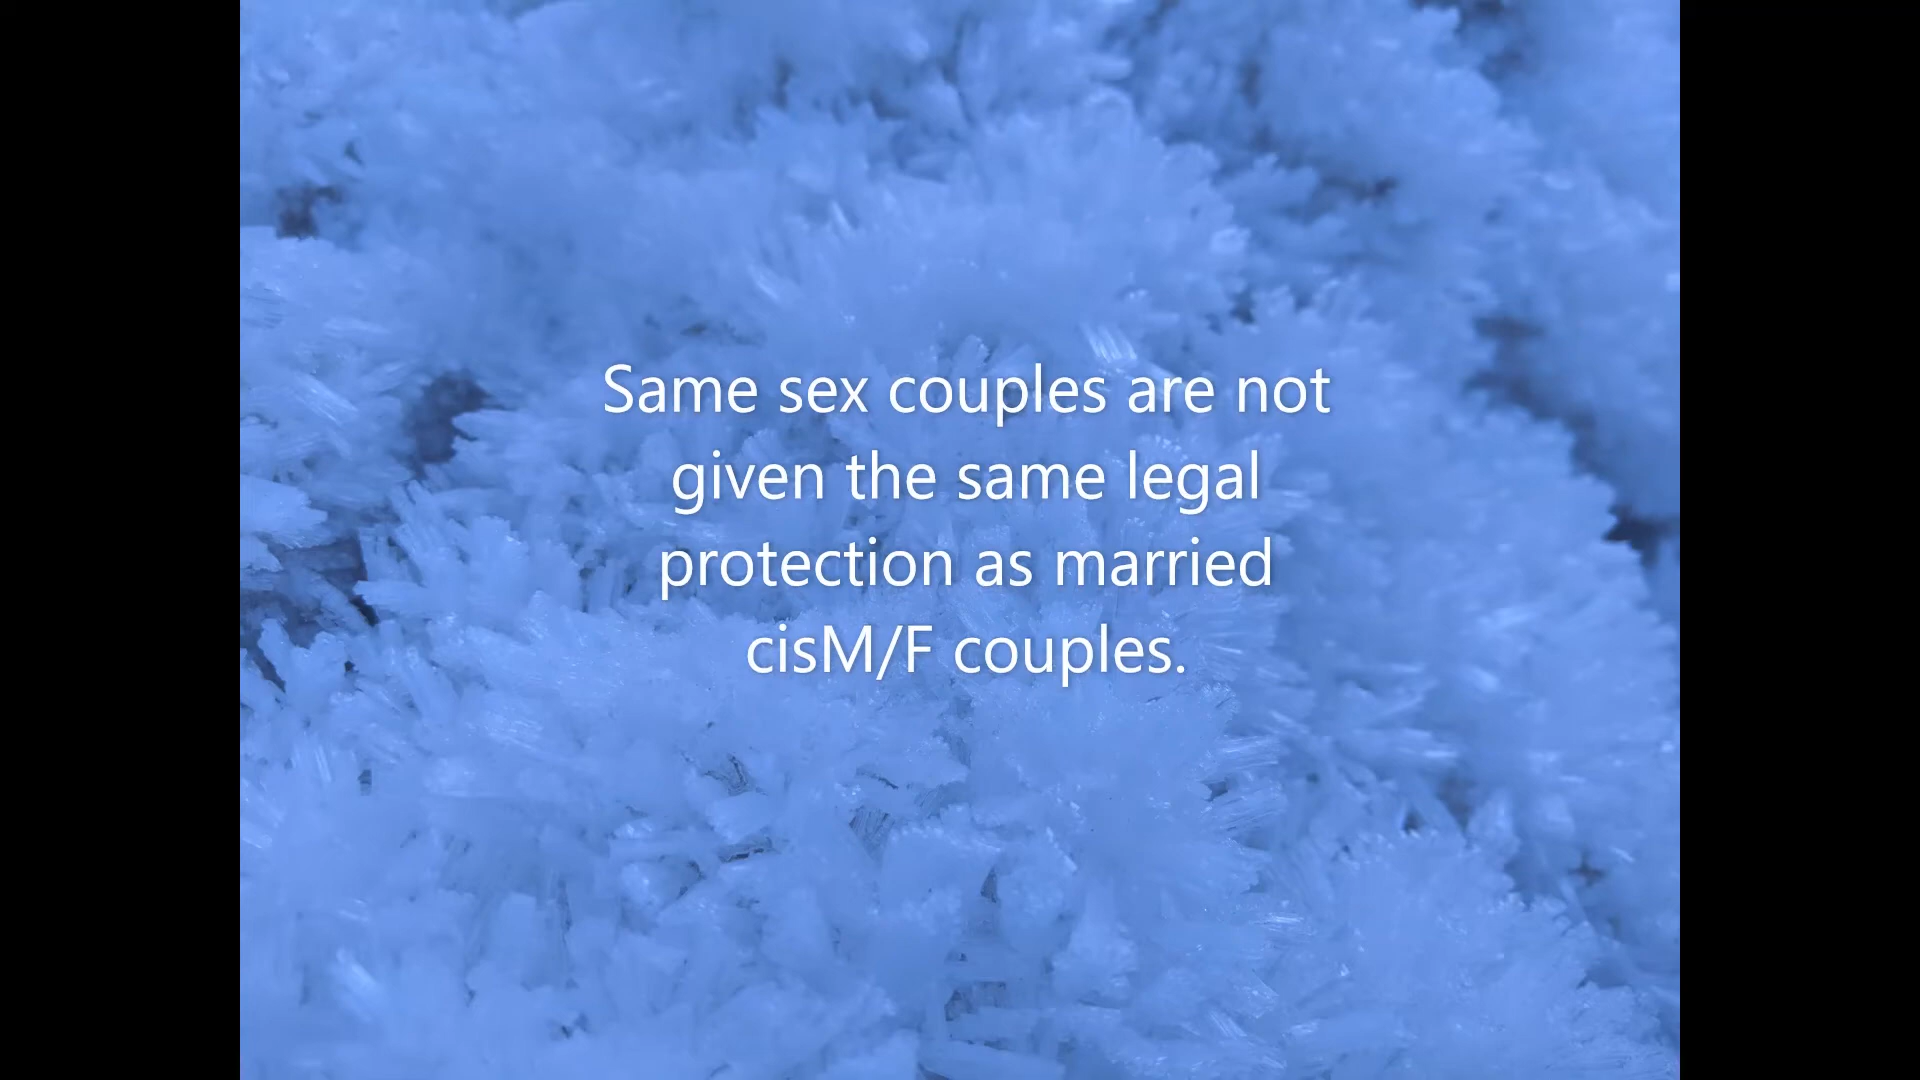 Same sex couples are not
given the same legal
protection as married
cisM/F couples.